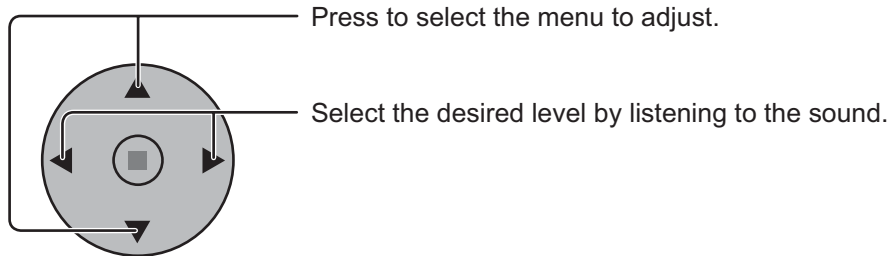 Press to select the menu to adjust.
Select the desired level by listening to the sound.